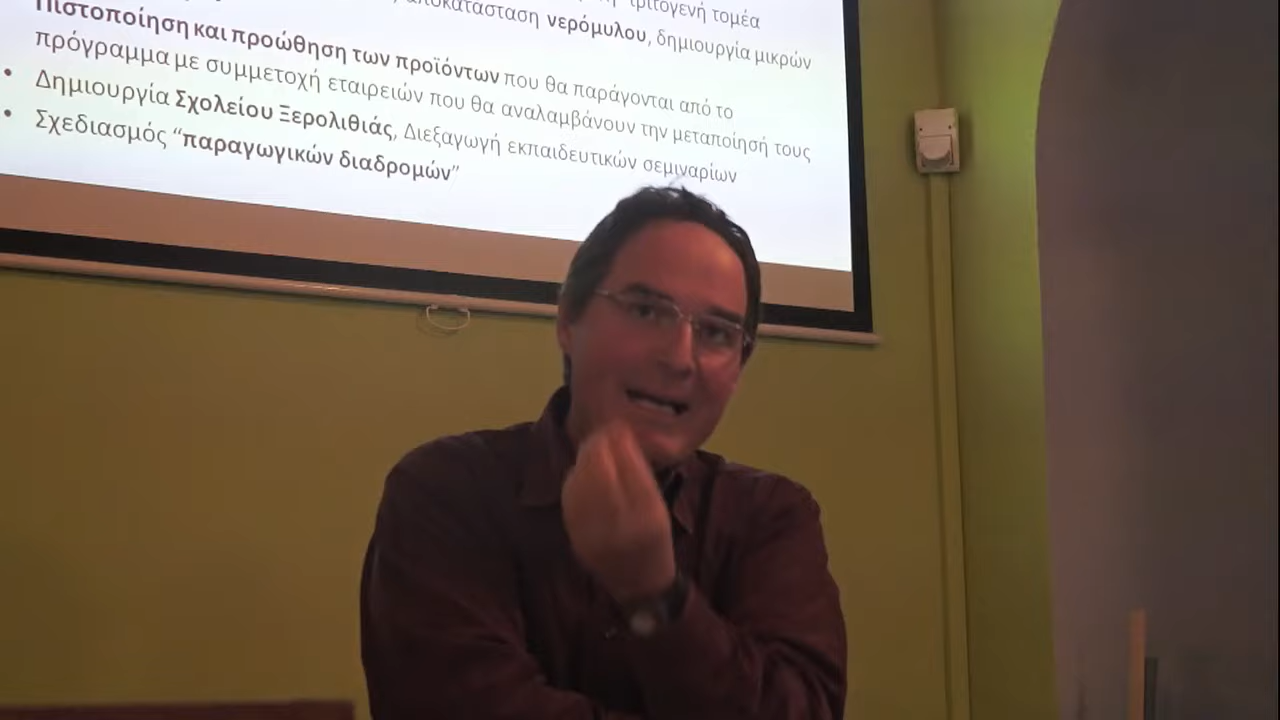 τριτογενή τομέα
αποκατάσταση νερόμυλου, δημιουργία μικρών
Πιστοποίηση και προώθηση των προϊόντων που θα παράγονται από το
πρόγραμμα με συμμετοχή εταιρειών που θα αναλαμβάνουν την μεταποίησή τους
• Δημιουργία Σχολείου Ξερολιθιάς, Διεξαγωγή εκπαιδευτικών σεμιναρίων
• Σχεδιασμός “παραγωγικών διαδρομών”